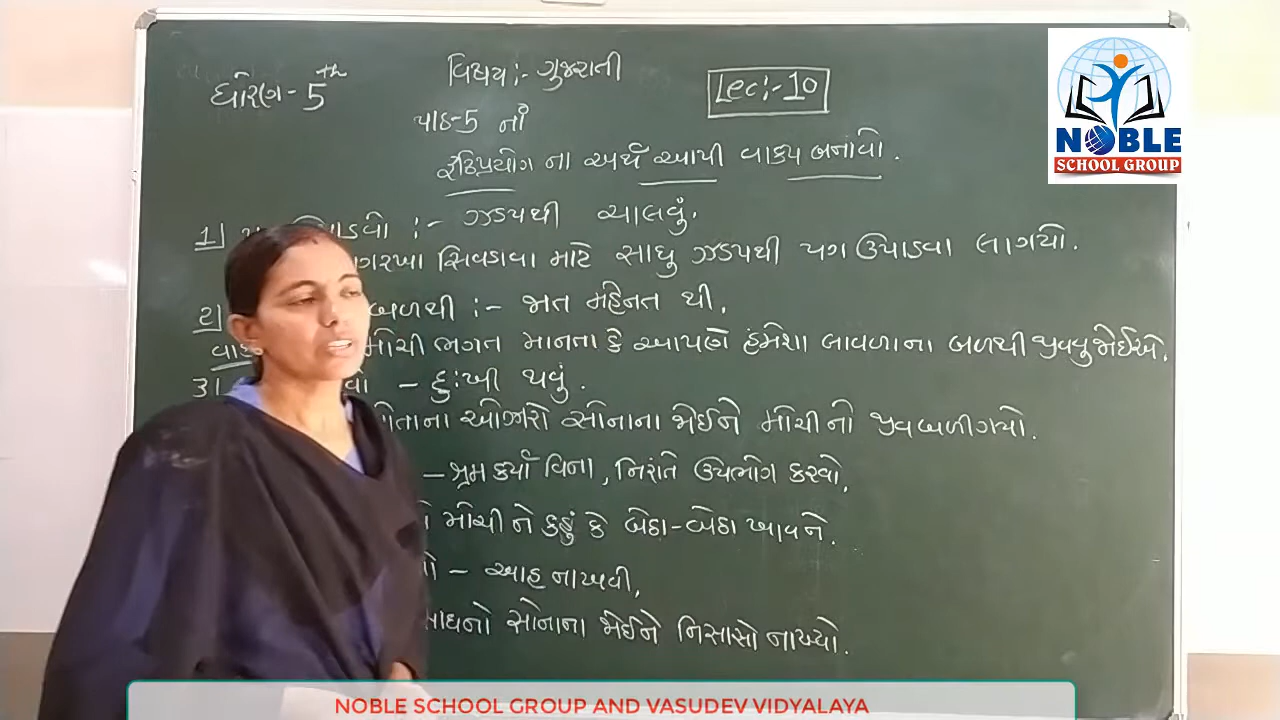 ધોરણ - 5th
વિષય :- ગુજરાતી
Lec :- 10
પાઠ-5 નાં
રૂઢિપ્રયોગ ના અર્થ આપી વાક્ય બનાવો.
1) :- ઝડપથી ચાલવું.
સિવડાવા માટે સાધુ ઝડપથી પગ ઉપાડવા લાગયો.
2) બળથી :- જાત મહેનત થી.
મોચી ભગત માનતા કે આપણે હંમેશા બાવળાના બળથી જીવવુ જોઈએ.
3) - દુઃખી થવું.
પોતાના ઓજારો સોનાના જોઈને મોચી નો જીવ બળી ગયો.
- શ્રમ કર્યા વિના, નિરાંતે ઉપભોગ કરવો.
મોચી ને કહ્યું કે બેઠા-બેઠા ખાવ ને.
- આહ નાખવી.
સોનાના જોઈને નિસાસો નાખ્યો.
NOBLE
SCHOOL GROUP
NOBLE SCHOOL GROUP AND VASUDEV VIDYALAYA